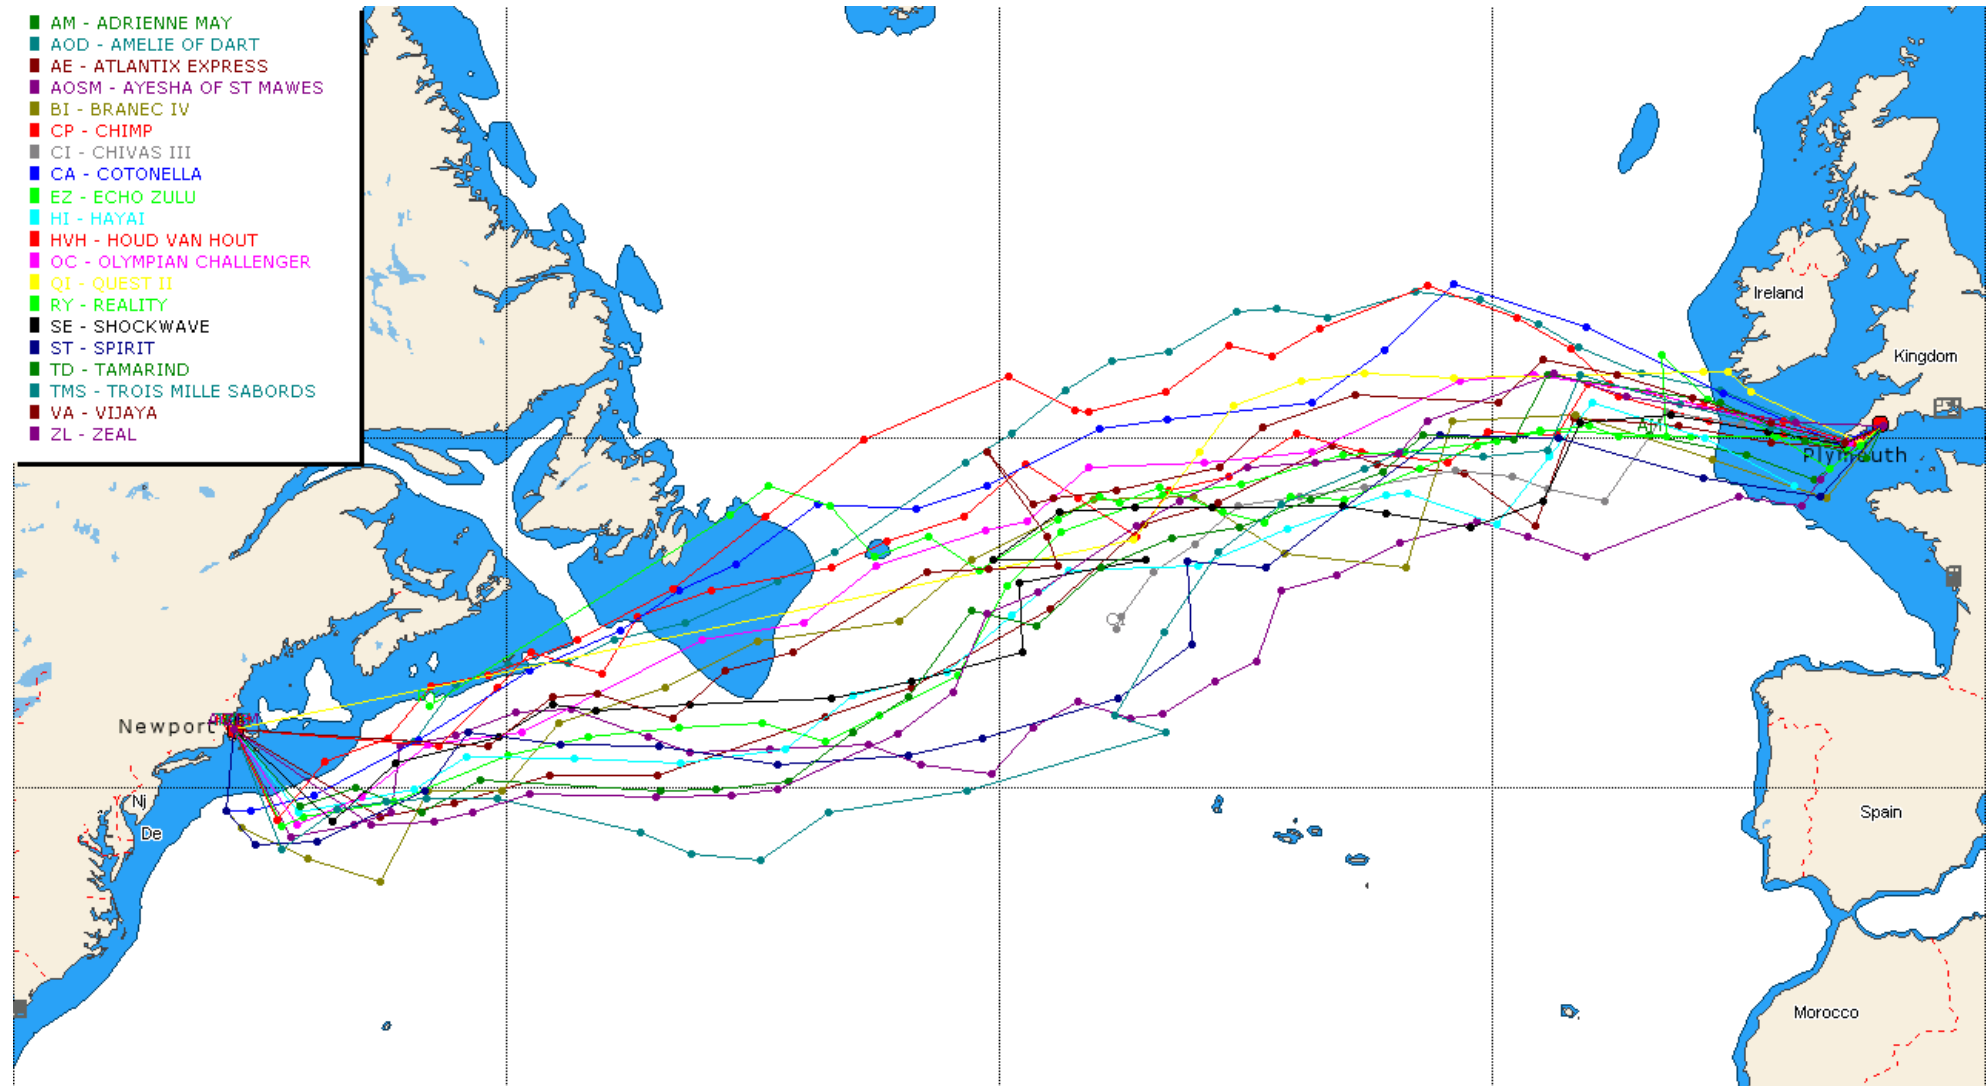 AM - ADRIENNE MAY
AOD - AMELIE OF DART
AE - ATLANTIX EXPRESS
AOSM - AYESHA OF ST MAWES
BI - BRANEC IV
CP - CHIMP
CI - CHIVAS III
CA - COTONELLA
EZ - ECHO ZULU
HI - HAYAI
HVH - HOUD VAN HOUT
OC - OLYMPIAN CHALLENGER
QI - QUEST II
RY - REALITY
SE - SHOCKWAVE
ST - SPIRIT
TD - TAMARIND
TMS - TROIS MILLE SABORDS
VA - VIJAYA
ZL - ZEAL
Ireland
Kingdom
AM
Plymouth
Newport
Nj
De
Spain
Morocco